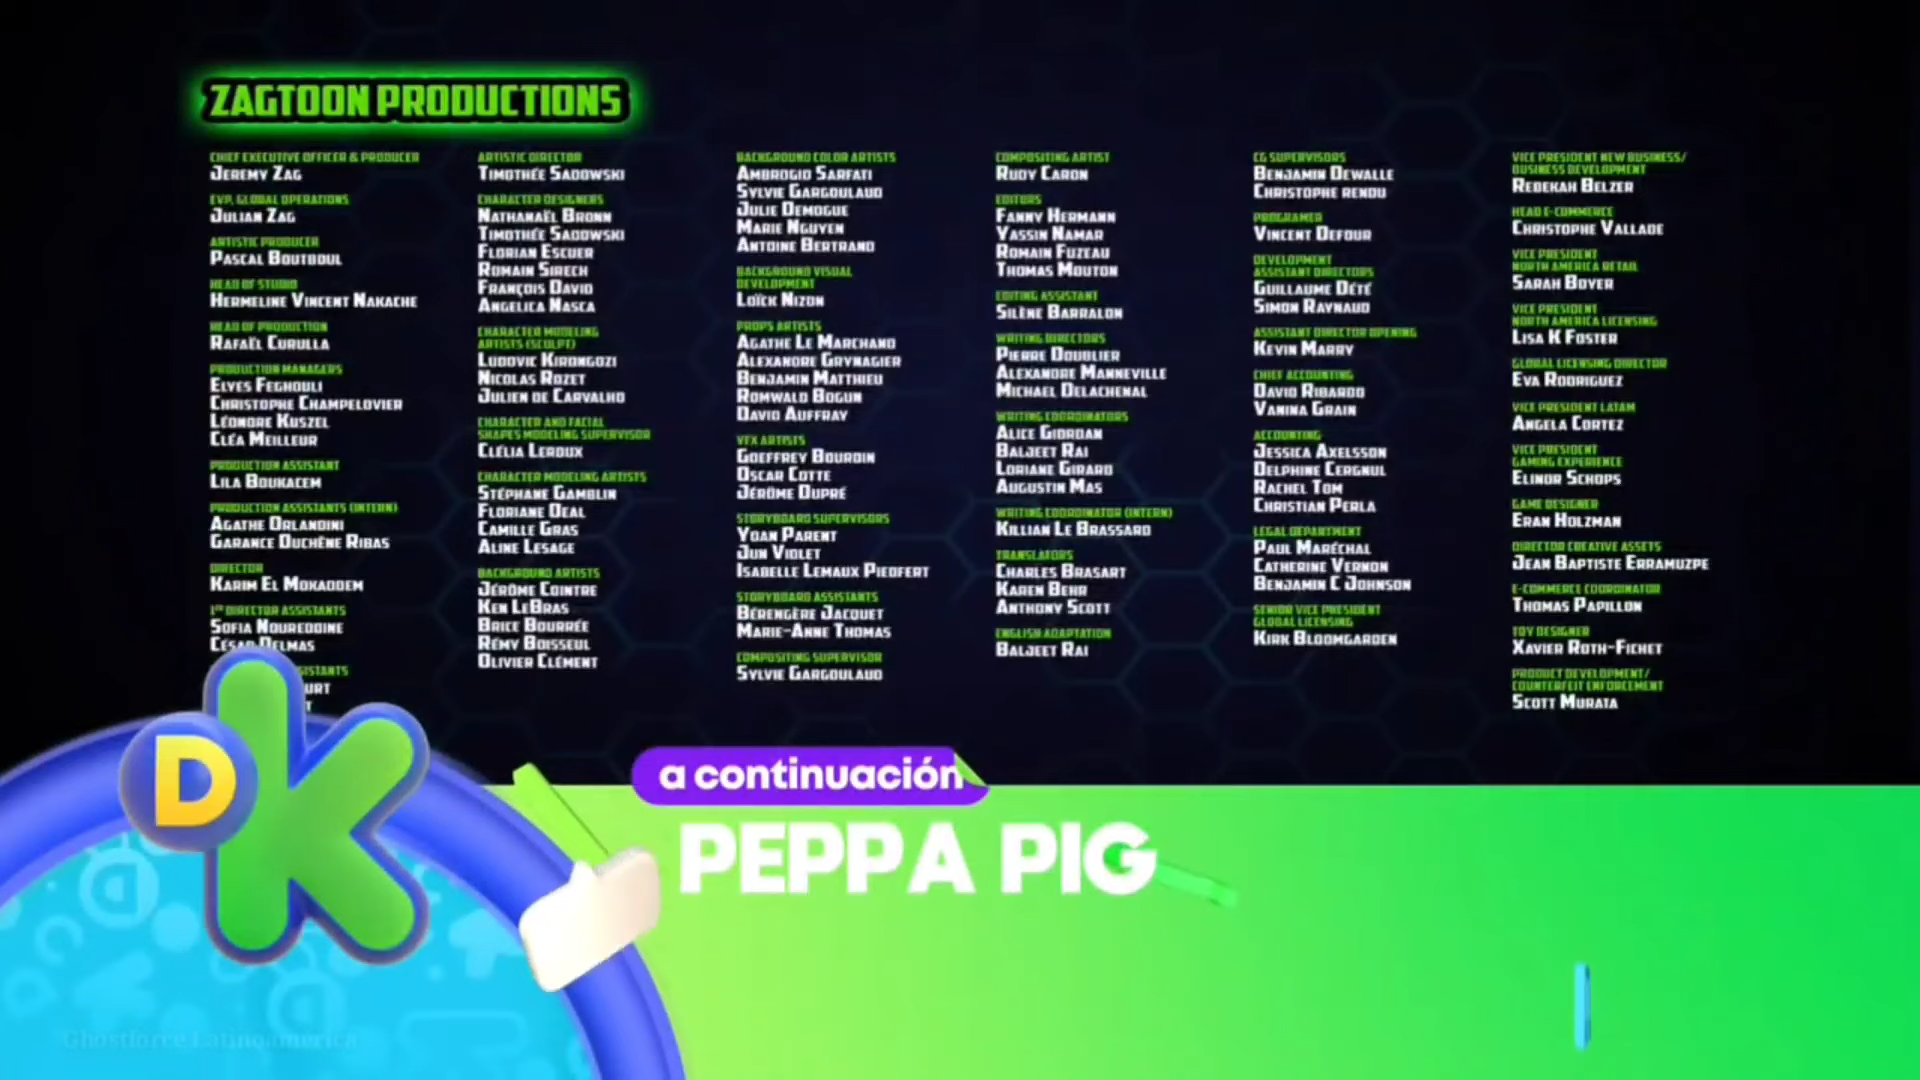 ZAGTOON PRODUCTIONS
CHIEF EXECUTIVE OFFICER & PRODUCER
JEREMY ZAG
EVP, GLOBAL OPERATIONS
JULIAN ZAG
ARTISTIC PRODUCER
PASCAL BOUTBOUL
HEAD OF STUDIO
HERMELINE VINCENT NAKACHE
HEAD OF PRODUCTION
RAFAËL CURULLA
PRODUCTION MANAGERS
ELYES FEGHOULI
CHRISTOPHE CHAMPELOVIER
LÉONORE KUSZEL
CLÉA MEILLEUR
PRODUCTION ASSISTANT
LILA BOUKACEM
PRODUCTION ASSISTANTS (INTERN)
AGATHE ORLANDINI
GARANCE DUCHÊNE RIBAS
DIRECTOR
KARIM EL MOKADDEM
1ST DIRECTOR ASSISTANTS
SOFIA NOUREDDINE
CÉSAR DELMAS
ISTANTS
URT
T
ARTISTIC DIRECTOR
TIMOTHÉE SADOWSKI
CHARACTER DESIGNERS
NATHANAËL BRONN
TIMOTHÉE SADOWSKI
FLORIAN ESCUER
ROMAIN SIRECH
FRANÇOIS DAVID
ANGELICA NASCA
CHARACTER MODELING
ARTISTS (SCULPT)
LUDOVIC KIRONGOZI
NICOLAS ROZET
JULIEN DE CARVALHO
CHARACTER AND FACIAL
SHAPES MODELING SUPERVISOR
CLÉLIA LEROUX
CHARACTER MODELING ARTISTS
STÉPHANE GAMBLIN
FLORIANE DEAL
CAMILLE GRAS
ALINE LESAGE
BACKGROUND ARTISTS
JÉRÔME COINTRE
KEN LEBRAS
BRICE BOURRÉE
RÉMY BOISSEUL
OLIVIER CLÉMENT
BACKGROUND COLOR ARTISTS
AMBROGIO SARFATI
SYLVIE GARGOULAUD
JULIE DEMOGUE
MARIE NGUYEN
ANTOINE BERTRAND
BACKGROUND VISUAL
DEVELOPMENT
LOÏCK NIZON
PROPS ARTISTS
AGATHE LE MARCHAND
ALEXANDRE GRYNAGIER
BENJAMIN MATTHIEU
ROMWALD BOGUN
DAVID AUFFRAY
VFX ARTISTS
GOEFFREY BOURDIN
OSCAR COTTE
JÉRÔME DUPRÉ
STORYBOARD SUPERVISORS
YOAN PARENT
JUN VIOLET
ISABELLE LEMAUX PIEDFERT
STORYBOARD ASSISTANTS
BÉRENGÈRE JACQUET
MARIE-ANNE THOMAS
COMPOSITING SUPERVISOR
SYLVIE GARGOULAUD
COMPOSITING ARTIST
RUDY CARON
EDITORS
FANNY HERMANN
YASSIN NAMAR
ROMAIN FUZEAU
THOMAS MOUTON
EDITING ASSISTANT
SILÈNE BARRALON
WRITING DIRECTORS
PIERRE DOUBLIER
ALEXANDRE MANNEVILLE
MICHAEL DELACHENAL
WRITING COORDINATORS
ALICE GIORDAN
BALJEET RAI
LORIANE GIRARD
AUGUSTIN MAS
WRITING COORDINATOR (INTERN)
KILLIAN LE BRASSARD
TRANSLATORS
CHARLES BRASART
KAREN BEHR
ANTHONY SCOTT
ENGLISH ADAPTATION
BALJEET RAI
CG SUPERVISORS
BENJAMIN DEWALLE
CHRISTOPHE RENDU
PROGRAMER
VINCENT DEFOUR
DEVELOPMENT
ASSISTANT DIRECTORS
GUILLAUME DÉTÉ
SIMON RAYNAUD
ASSISTANT DIRECTOR OPENING
KEVIN MARRY
CHIEF ACCOUNTING
DAVID RIBARDO
VANINA GRAIN
ACCOUNTING
JESSICA AXELSSON
DELPHINE CERGNUL
RACHEL TOM
CHRISTIAN PERLA
LEGAL DEPARTMENT
PAUL MARÉCHAL
CATHERINE VERNON
BENJAMIN C JOHNSON
SENIOR VICE PRESIDENT
GLOBAL LICENSING
KIRK BLOOMGARDEN
VICE PRESIDENT NEW BUSINESS/
BUSINESS DEVELOPMENT
REBEKAH BELZER
HEAD E-COMMERCE
CHRISTOPHE VALLADE
VICE PRESIDENT
NORTH AMERICA RETAIL
SARAH BOYER
VICE PRESIDENT
NORTH AMERICA LICENSING
LISA K FOSTER
GLOBAL LICENSING DIRECTOR
EVA RODRIGUEZ
VICE PRESIDENT LATAM
ANGELA CORTEZ
VICE PRESIDENT
GAMING EXPERIENCE
ELINOR SCHOPS
GAME DESIGNER
ERAN HOLZMAN
DIRECTOR CREATIVE ASSETS
JEAN BAPTISTE ERRAMUZPE
E-COMMERCE COORDINATOR
THOMAS PAPILLON
TOY DESIGNER
XAVIER ROTH-FICHET
PRODUCT DEVELOPMENT/
COUNTERFEIT ENFORCEMENT
SCOTT MURATA
DK
a continuación
PEPPA PIG
Ghostforce Latinoamerica